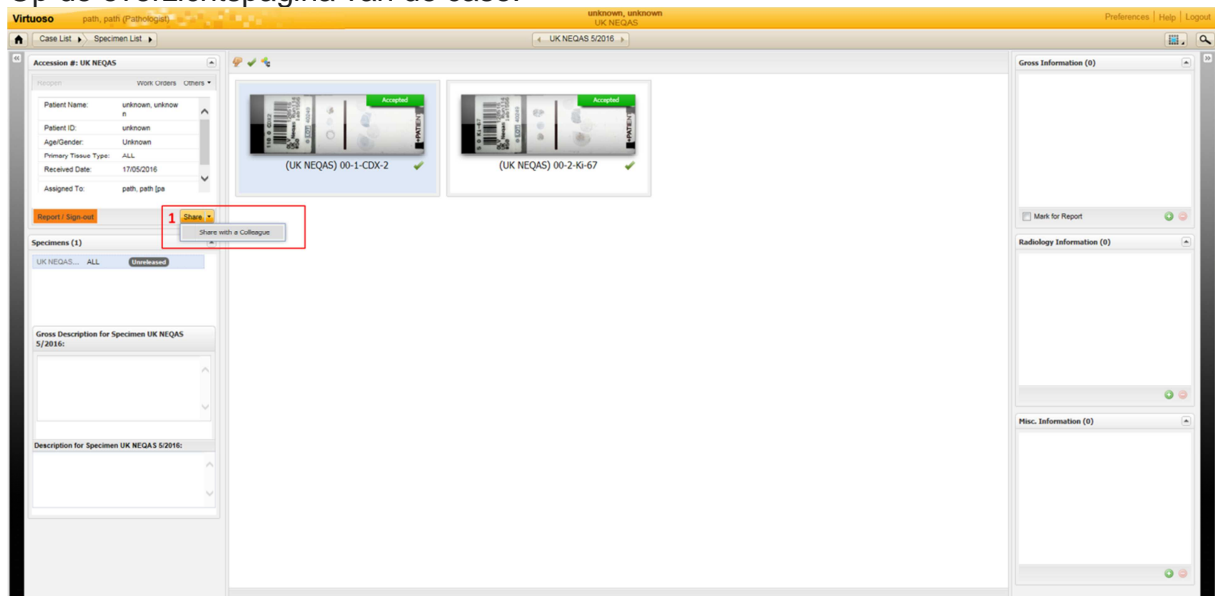 Op de overzichtspagina van de case:
Virtuoso path, path (Pathologist)
unknown, unknown
UK NEQAS
Preferences | Help | Logout
Case List Specimen List
UK NEQAS 5/2016
Accession #: UK NEQAS
Reopen Work Orders Others
Patient Name: unknown, unknow
n
Patient ID: unknown
Age/Gender: Unknown
Primary Tissue Type: ALL
Received Date: 17/05/2016
Assigned To: path, path [pa
Report / Sign-out 1 Share
Share with a Colleague
Specimens (1)
UK NEQAS... ALL Unreleased
Gross Description for Specimen UK NEQAS
5/2016:
Description for Specimen UK NEQAS 5/2016:
Accepted
+PATIENT
(UK NEQAS) 00-1-CDX-2
Accepted
+PATIENT
(UK NEQAS) 00-2-Ki-67
Gross Information (0)
Mark for Report
Radiology Information (0)
Misc. Information (0)